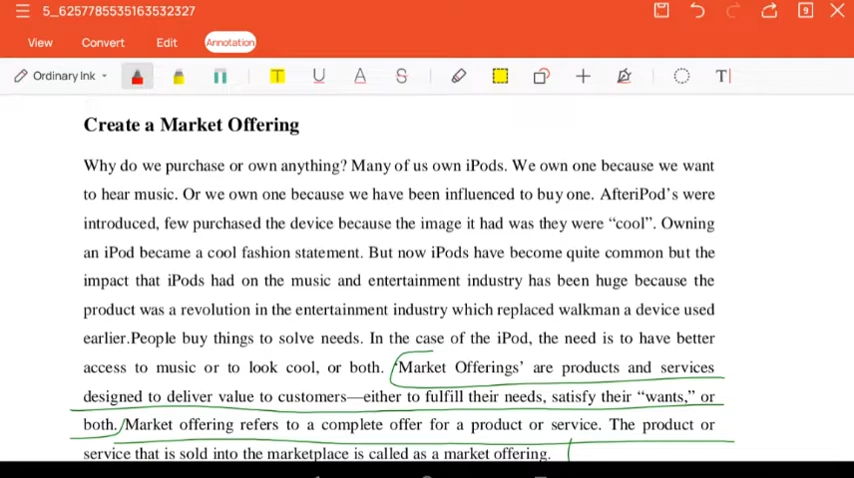 5_6257785535163532327
9
View Convert Edit Annotation
Ordinary Ink T U A S T
Create a Market Offering
Why do we purchase or own anything? Many of us own iPods. We own one because we want
to hear music. Or we own one because we have been influenced to buy one. AfteriPod’s were
introduced, few purchased the device because the image it had was they were “cool”. Owning
an iPod became a cool fashion statement. But now iPods have become quite common but the
impact that iPods had on the music and entertainment industry has been huge because the
product was a revolution in the entertainment industry which replaced walkman a device used
earlier.People buy things to solve needs. In the case of the iPod, the need is to have better
access to music or to look cool, or both. ‘Market Offerings’ are products and services
designed to deliver value to customers—either to fulfill their needs, satisfy their “wants,” or
both. Market offering refers to a complete offer for a product or service. The product or
service that is sold into the marketplace is called as a market offering.